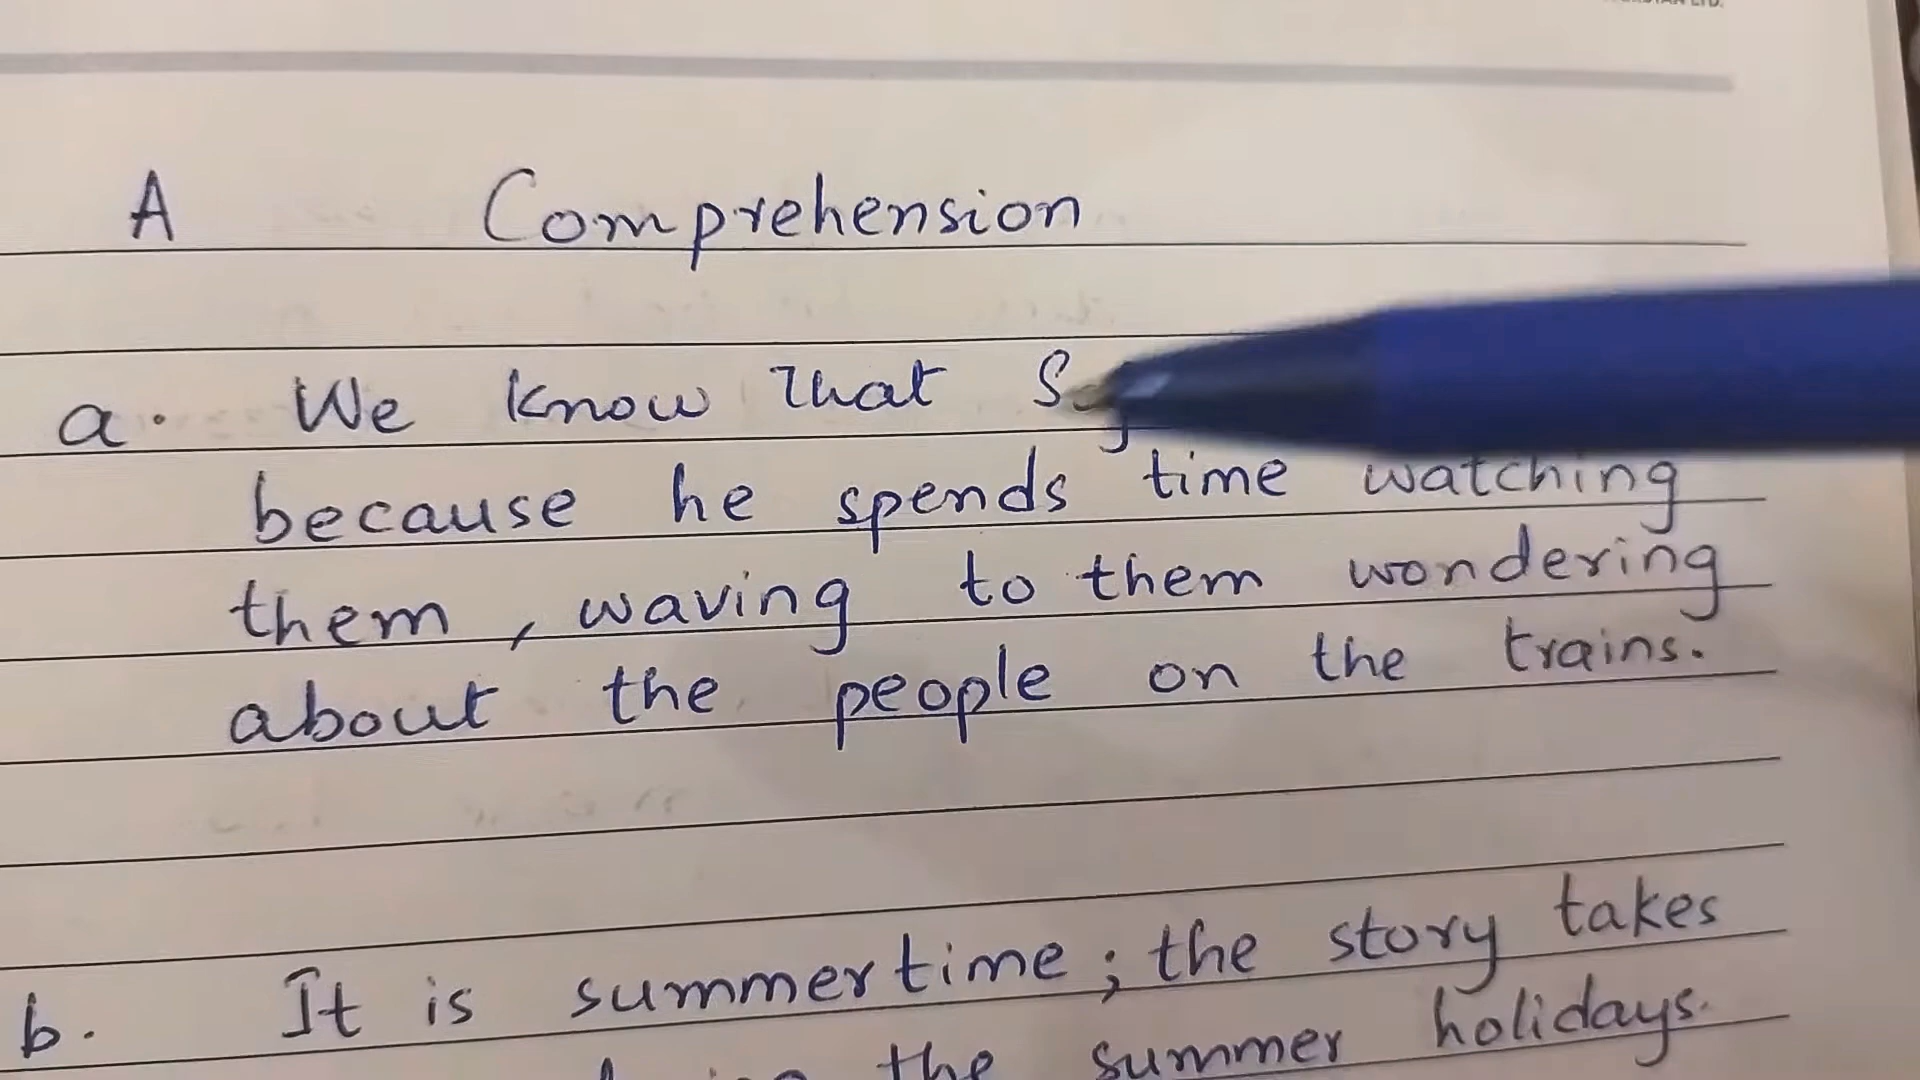 A Comprehension
a. We know that
because he spends time watching
them, waving to them wondering
about the people on the trains.
b. It is summertime; the story takes
the summer holidays.